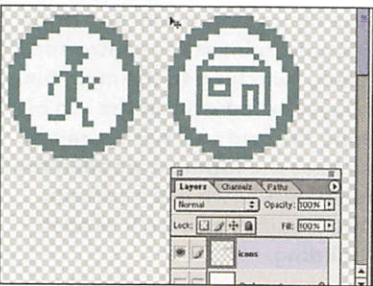 Layers Channels Paths
Normal Opacity: 100%
Lock: Fill: 100%
icons